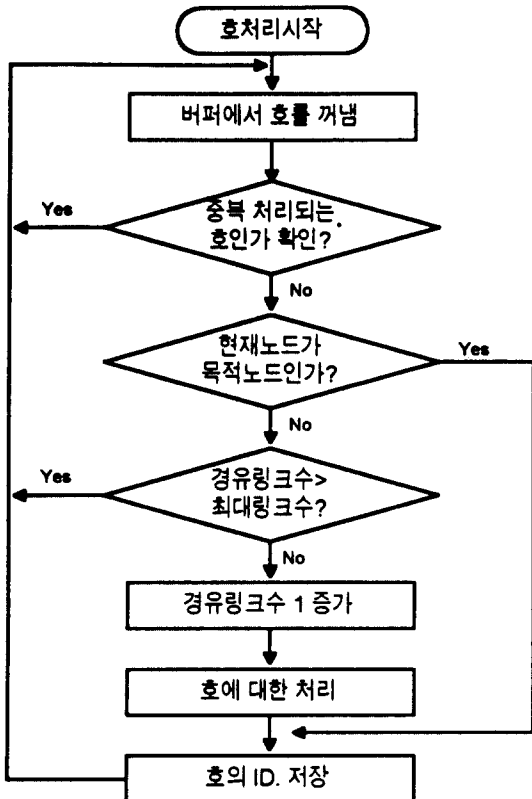 호처리시작
버퍼에서 호를 꺼냄
중복 처리되는
호인가 확인?
Yes
No
현재노드가
목적노드인가?
Yes
No
경유링크수>
최대링크수?
Yes
No
경유링크수 1 증가
호에 대한 처리
호의 ID. 저장